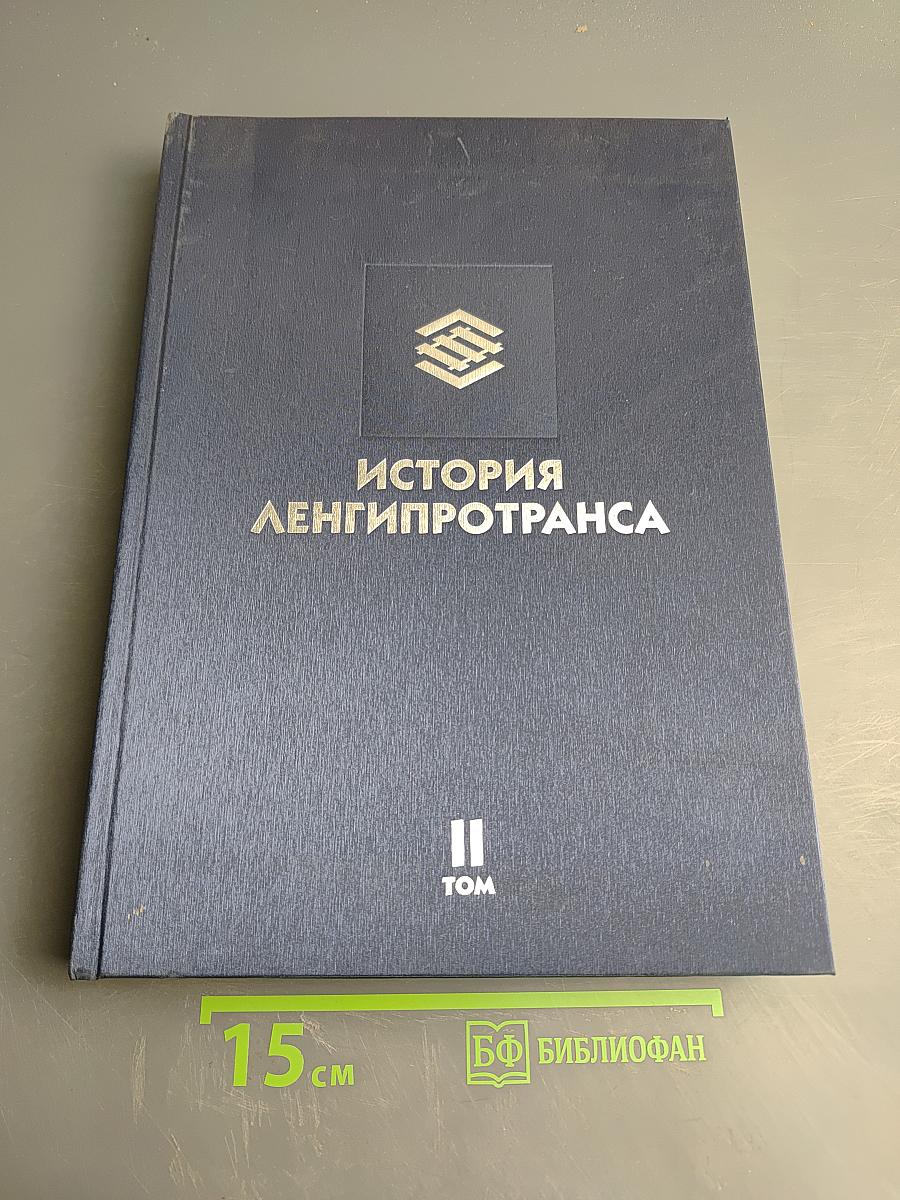 ИСТОРИЯ
ЛЕНГИПРОТРАНСА
II
ТОМ
15 см
БФ БИБЛИОФАН